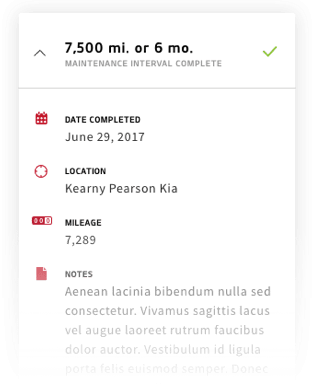 7,500 mi. or 6 mo.
MAINTENANCE INTERVAL COMPLETE
DATE COMPLETED
June 29, 2017
LOCATION
Kearny Pearson Kia
MILEAGE
7,289
NOTES
Aenean lacinia bibendum nulla sed
consectetur. Vivamus sagittis lacus
vel augue laoreet rutrum faucibus
dolor auctor. Vestibulum id ligula
porta felis euismod semper. Donec